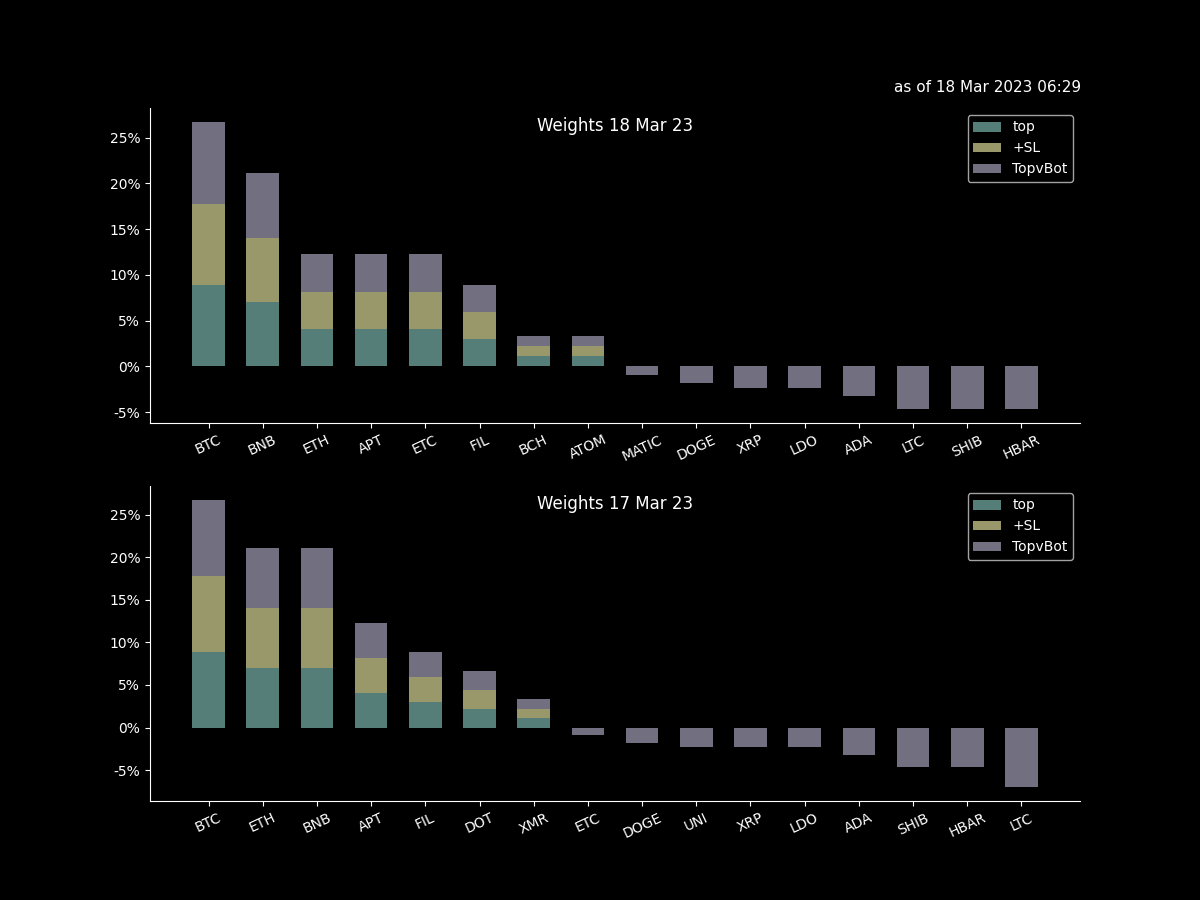 as of 18 Mar 2023 06:29
Weights 18 Mar 23
top
+SL
TopvBot
25%
20%
15%
10%
5%
0%
-5%
BTC BNB ETH APT ETC FIL BCH ATOM MATIC DOGE XRP LDO ADA LTC SHIB HBAR
Weights 17 Mar 23
top
+SL
TopvBot
25%
20%
15%
10%
5%
0%
-5%
BTC ETH BNB APT FIL DOT XMR ETC DOGE UNI XRP LDO ADA SHIB HBAR LTC